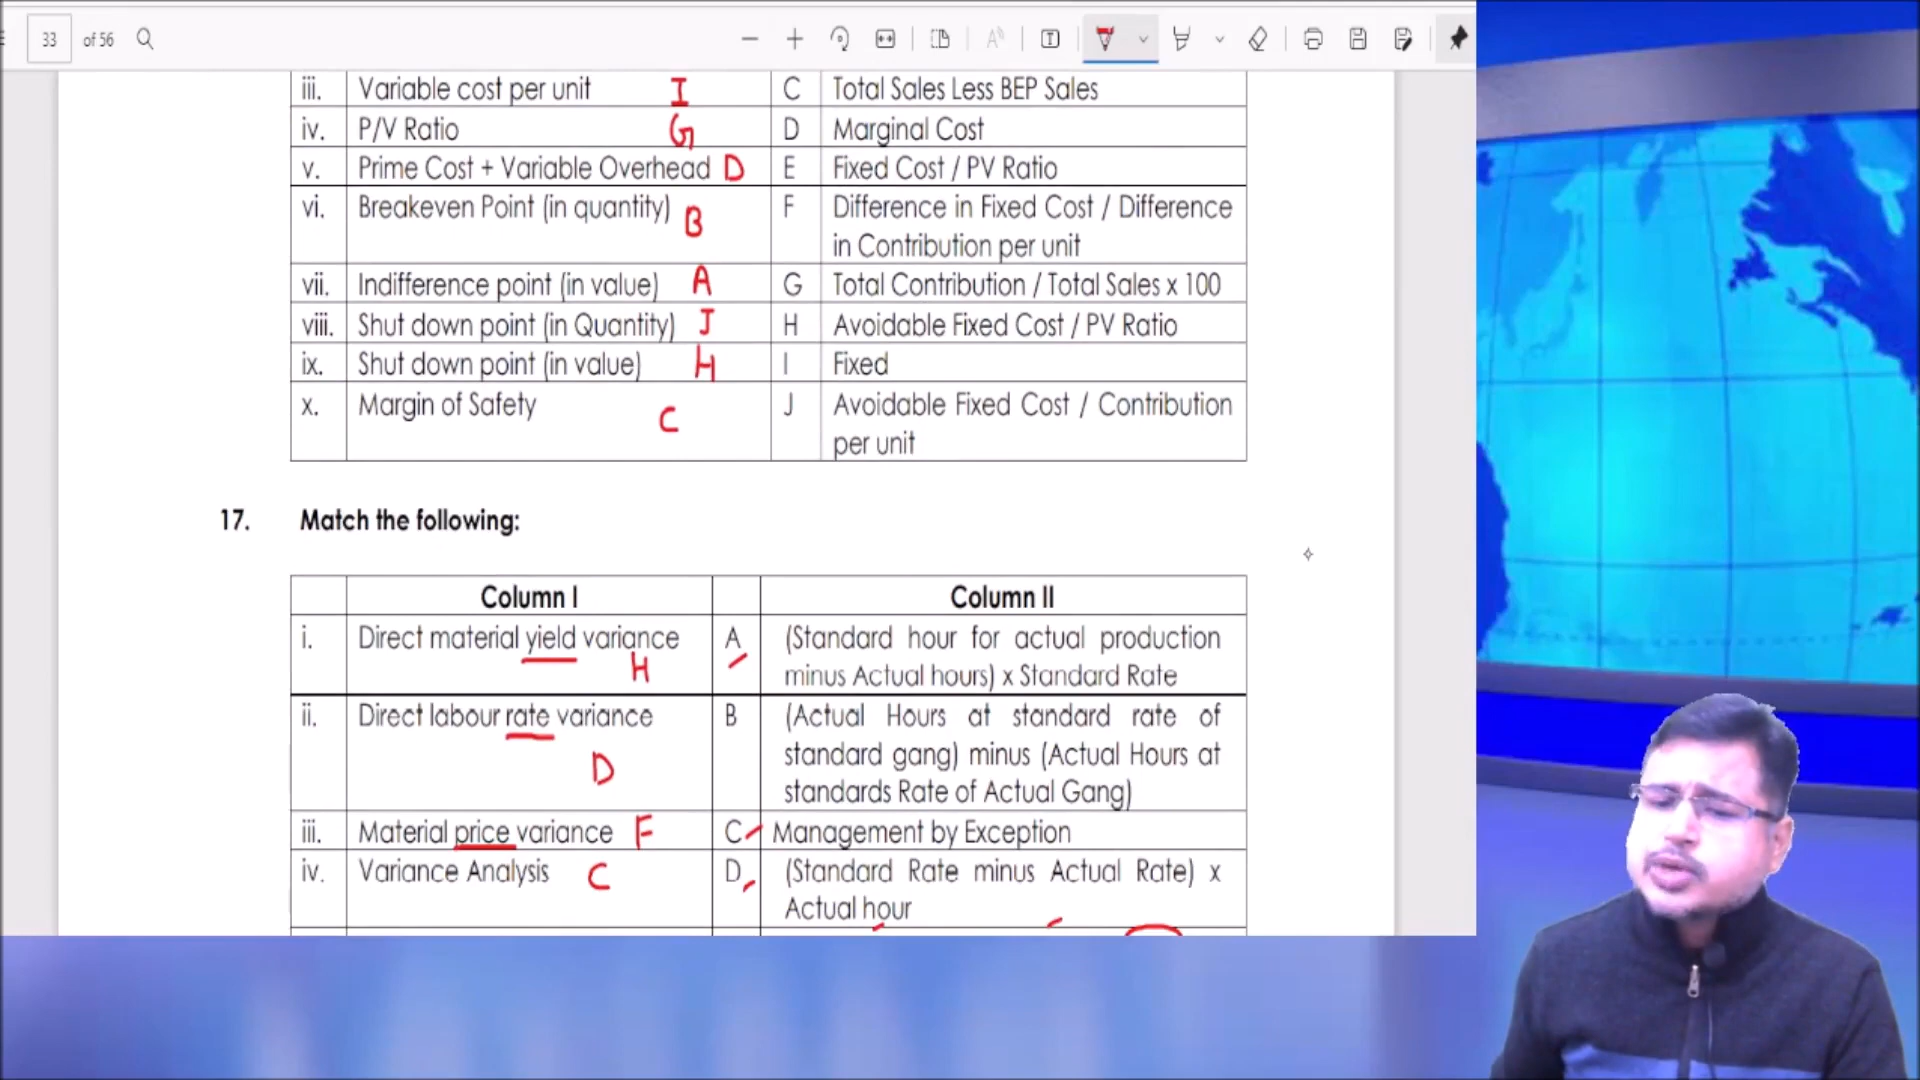 33 of 56
iii. Variable cost per unit I C Total Sales Less BEP Sales
iv. P/V Ratio G D Marginal Cost
v. Prime Cost + Variable Overhead D E Fixed Cost / PV Ratio
vi. Breakeven Point (in quantity) B F Difference in Fixed Cost / Difference
in Contribution per unit
vii. Indifference point (in value) A G Total Contribution / Total Sales x 100
viii. Shut down point (in Quantity) J H Avoidable Fixed Cost / PV Ratio
ix. Shut down point (in value) H I Fixed
x. Margin of Safety C J Avoidable Fixed Cost / Contribution
per unit
17. Match the following:
Column I Column II
i. Direct material yield variance H A (Standard hour for actual production
minus Actual hours) x Standard Rate
ii. Direct labour rate variance D B (Actual Hours at standard rate of
standard gang) minus (Actual Hours at
standards Rate of Actual Gang)
iii. Material price variance F C Management by Exception
iv. Variance Analysis C D (Standard Rate minus Actual Rate) x
Actual hour